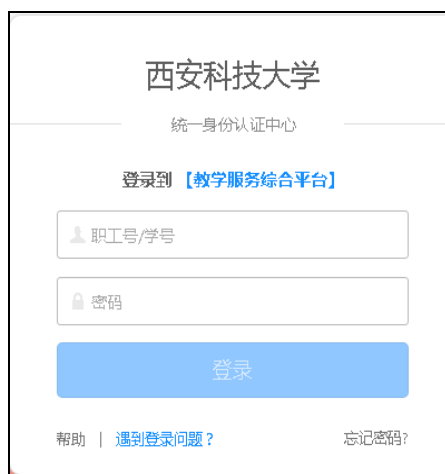 西安科技大学
统一身份认证中心
登录到 【教学服务综合平台】
职工号/学号
密码
登录
帮助 | 遇到登录问题? 忘记密码?